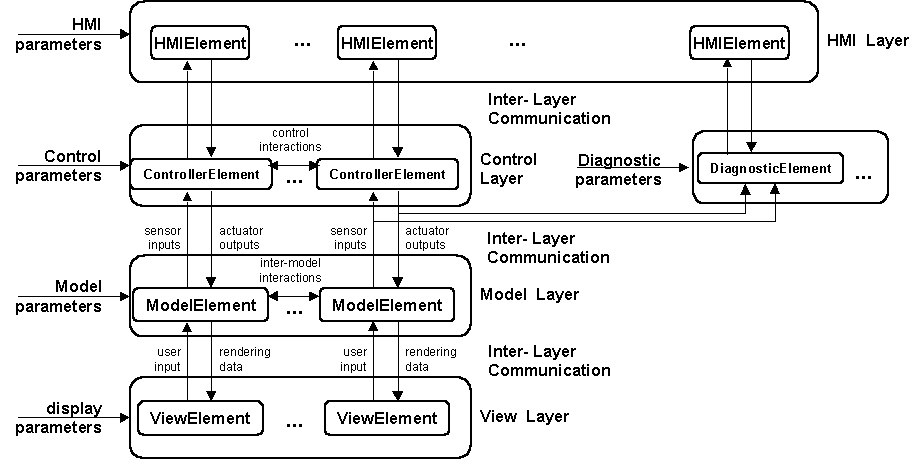 HMI
parameters
HMIElement
...
HMIElement
...
HMIElement
HMI Layer
Inter- Layer
Communication
Control
parameters
control
interactions
ControllerElement
...
ControllerElement
Control
Layer
Diagnostic
parameters
DiagnosticElement
...
sensor
inputs
actuator
outputs
sensor
inputs
actuator
outputs
Inter- Layer
Communication
Model
parameters
inter-model
interactions
ModelElement
...
ModelElement
Model Layer
user
input
rendering
data
user
input
rendering
data
Inter- Layer
Communication
display
parameters
ViewElement
...
ViewElement
View Layer